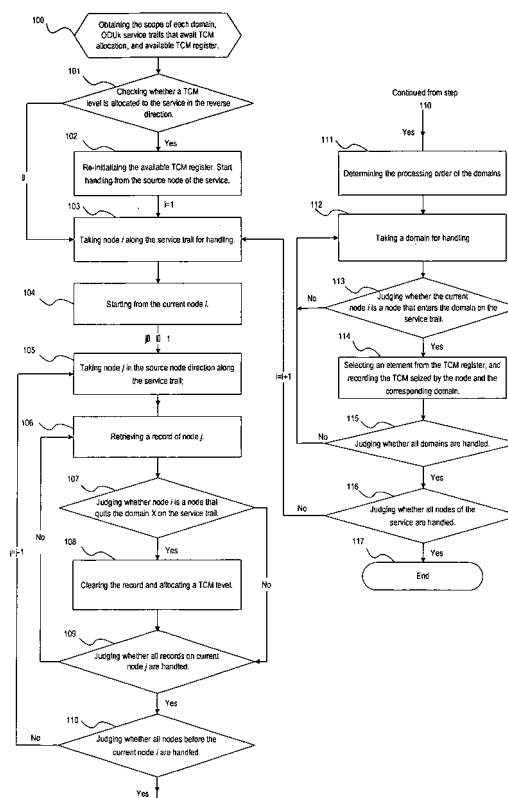 100
Obtaining the scope of each domain,
ODUk service trails that await TCM
allocation, and available TCM register.
101
Checking whether a TCM
level is allocated to the service in the reverse
direction.
Yes
102
Re-initializing the available TCM register. Start
handling from the source node of the service.
i=1
103
Taking node i along the service trail for handling.
104
Starting from the current node i.
105
Taking node j in the source node direction along
the service trail;
106
Retrieving a record of node j.
107
Judging whether node i is a node that
quits the domain X on the service trail.
No
Yes
No
108
Clearing the record and allocating a TCM level.
109
Judging whether all records on current
node j are handled.
Yes
110
No
Judging whether all nodes before the
current node i are handled.
Yes
Continued from step
110
Yes
111
Determining the processing order of the domains
112
Taking a domain for handling
113
No
Judging whether the current
node i is a node that enters the domain on the
service trail.
114
Yes
Selecting an element from the TCM register, and
recording the TCM seized by the node and the
corresponding domain.
i=i+1
115
No
Judging whether all domains are handled.
Yes
116
No
Judging whether all nodes of the
service are handled.
117
Yes
End